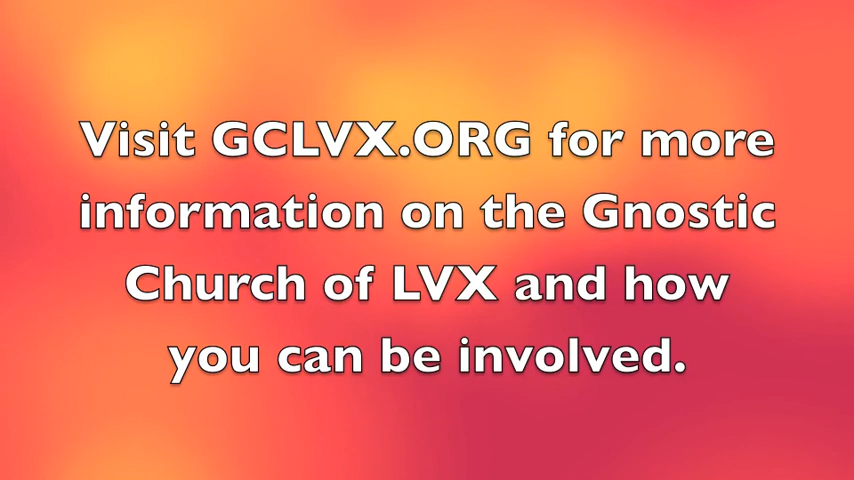 Visit GCLVX.ORG for more
information on the Gnostic
Church of LVX and how
you can be involved.